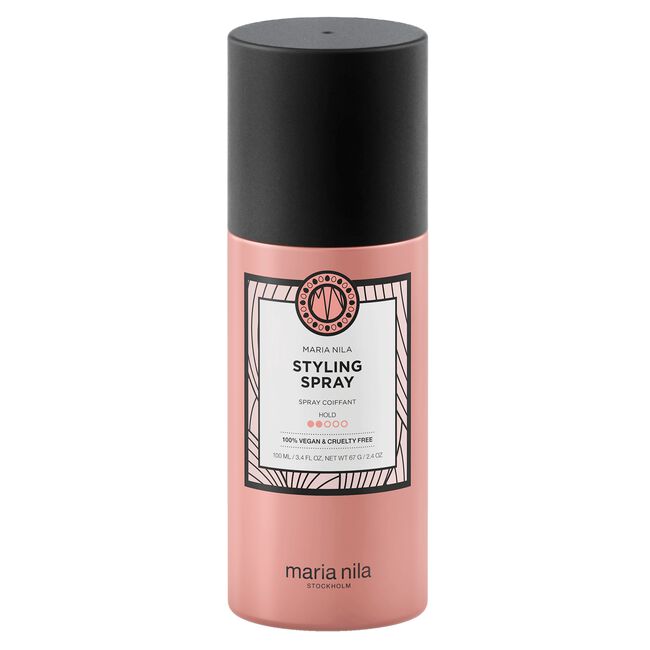 MN
MARIA NILA
STYLING
SPRAY
SPRAY COIFFANT
HOLD
100% VEGAN & CRUELTY FREE
100 ML / 3.4 FL OZ, NET WT 67 G / 2.4 OZ
maria nila
STOCKHOLM